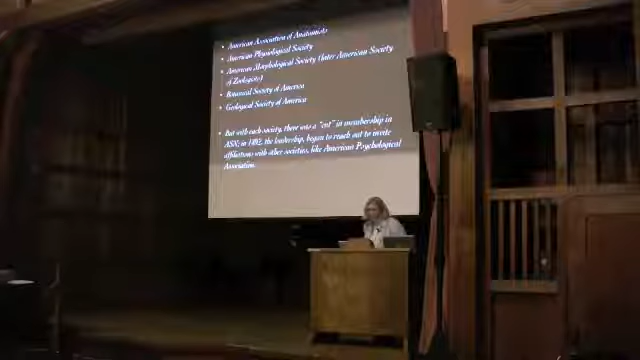 • American Association of Anatomists
• American Physiological Society
• American Morphological Society (later American Society
of Zoologists)
• Botanical Society of America
• Geological Society of America
• But with each society, there was a "cut" in membership in
ASN; in 1892, the leadership, began to reach out to invite
affiliations with other societies, like American Psychological
Association.